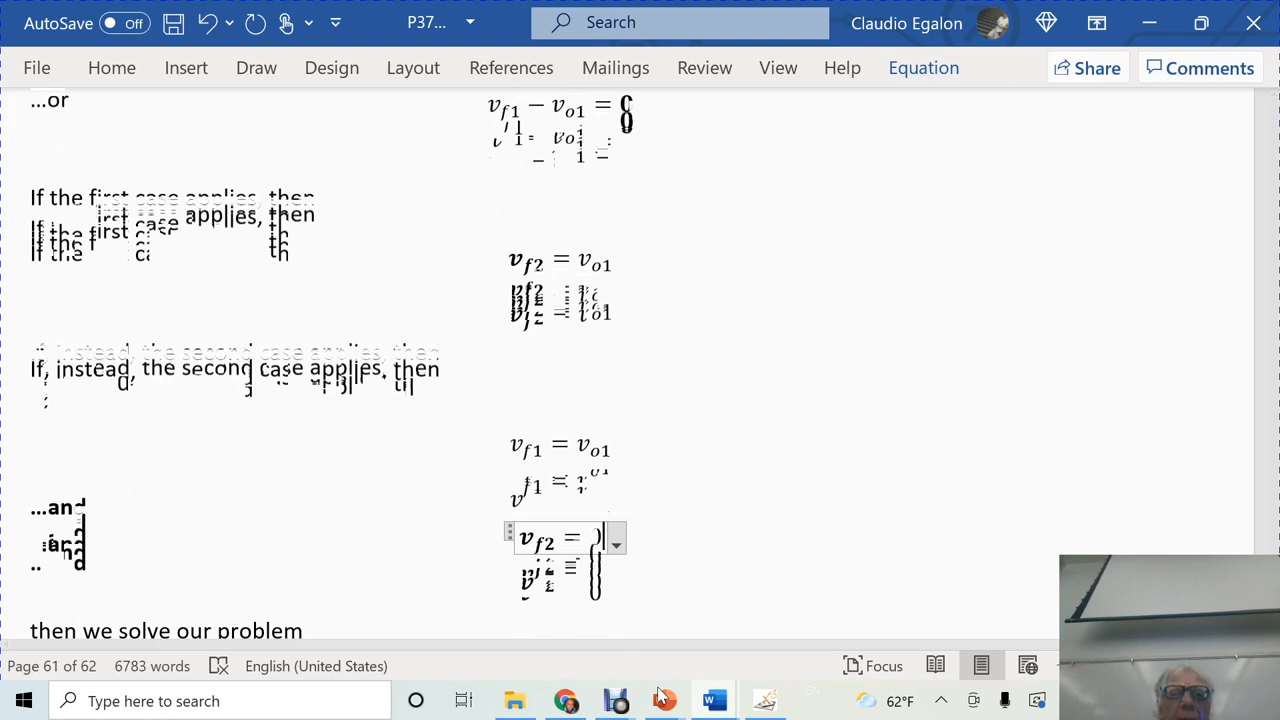 AutoSave Off P37... Search Claudio Egalon
File Home Insert Draw Design Layout References Mailings Review View Help Equation Share Comments
...or
v_f1 − v_o1 = 0
If the first case applies, then
v_f2 = v_o1
If, instead, the second case applies, then
v_f1 = v_o1
...and
v_f2 = 0
then we solve our problem
Page 61 of 62 6783 words English (United States) Focus
Type here to search 62°F